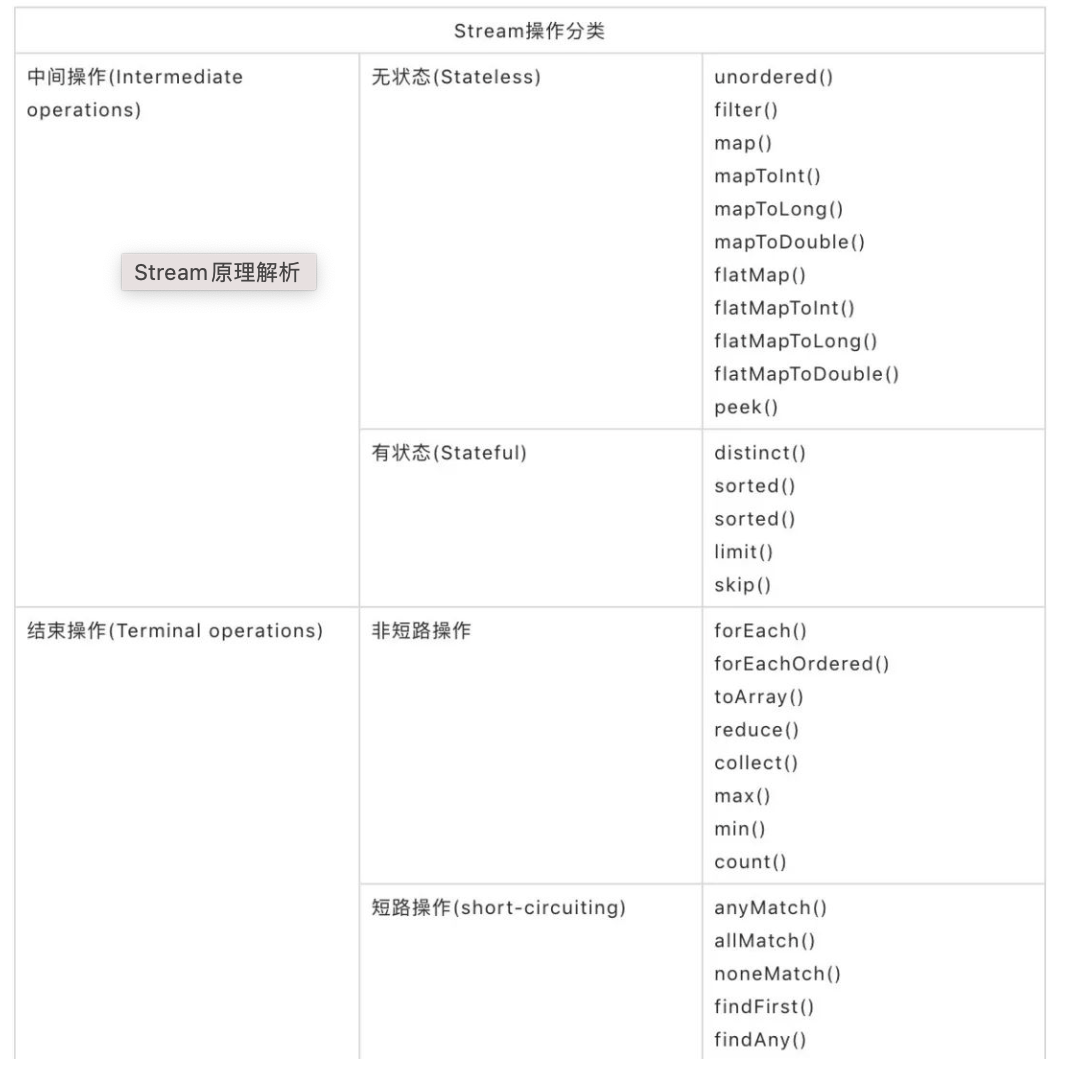 Stream操作分类
中间操作(Intermediate
operations)
Stream原理解析
无状态(Stateless)
unordered()
filter()
map()
mapToInt()
mapToLong()
mapToDouble()
flatMap()
flatMapToInt()
flatMapToLong()
flatMapToDouble()
peek()
有状态(Stateful)
distinct()
sorted()
sorted()
limit()
skip()
结束操作(Terminal operations)
非短路操作
forEach()
forEachOrdered()
toArray()
reduce()
collect()
max()
min()
count()
短路操作(short-circuiting)
anyMatch()
allMatch()
noneMatch()
findFirst()
findAny()